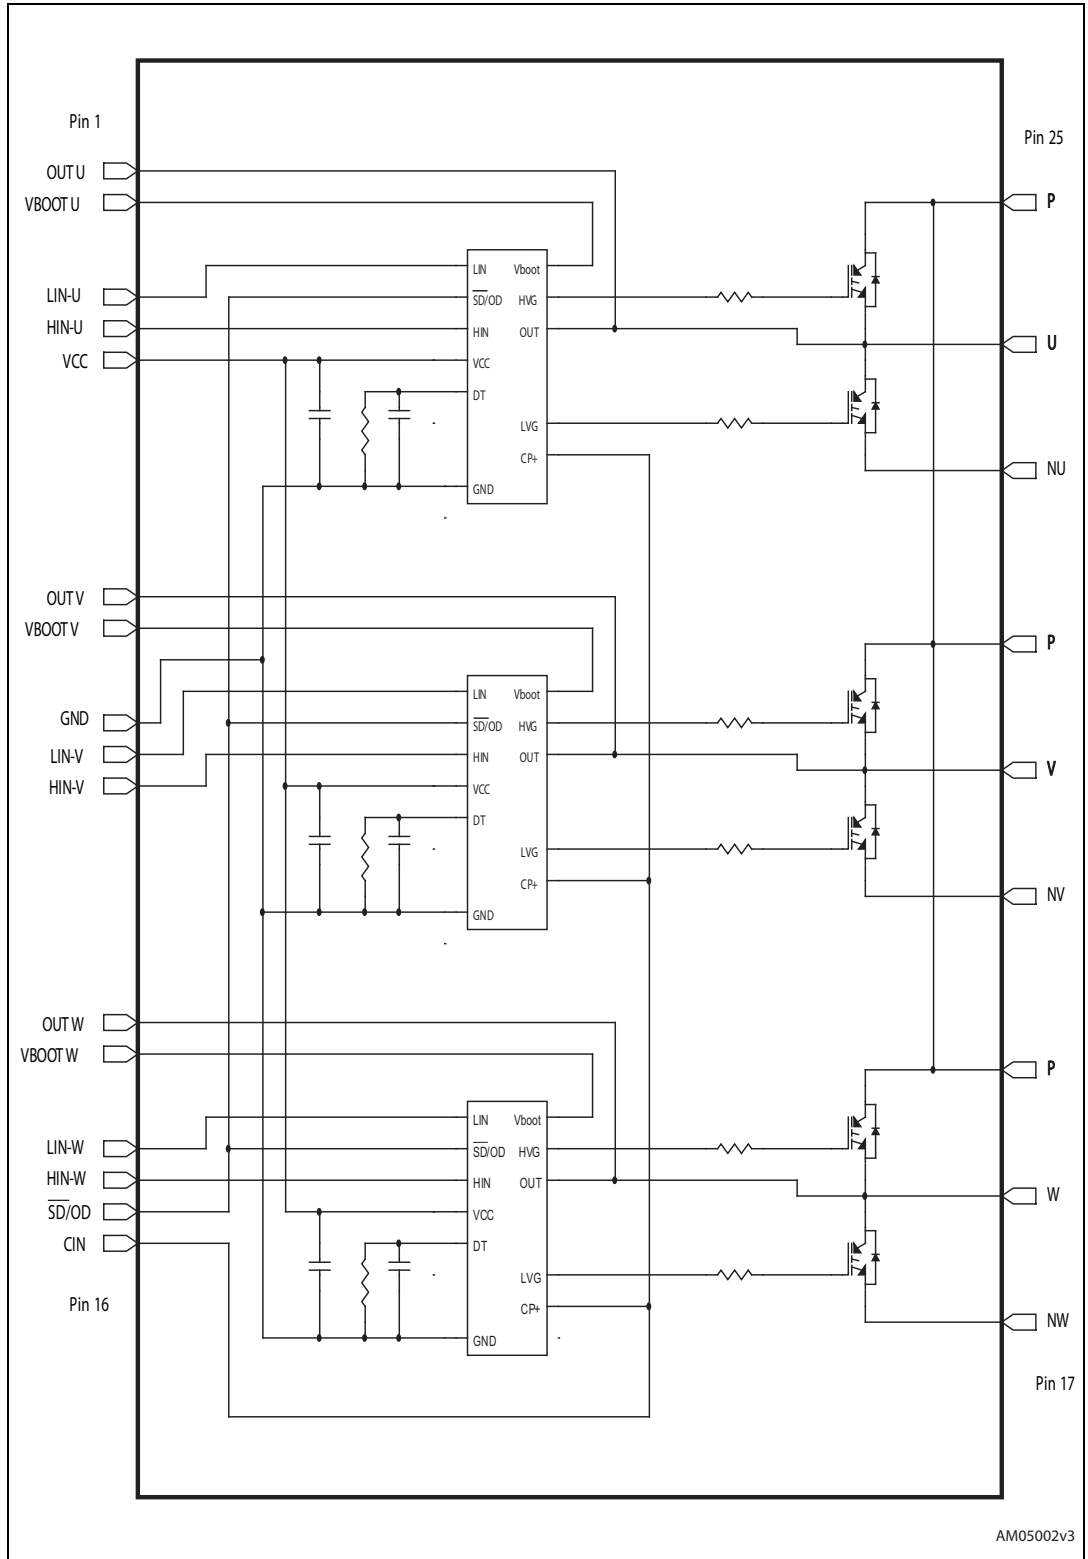 Pin 1
Pin 25
OUT U
VBOOT U
P
LIN
Vboot
LIN-U
SD/OD
HVG
HIN-U
HIN
OUT
U
VCC
VCC
DT
LVG
CP+
NU
GND
OUT V
VBOOT V
P
LIN
Vboot
GND
SD/OD
HVG
LIN-V
HIN
OUT
V
HIN-V
VCC
DT
LVG
CP+
NV
GND
OUT W
VBOOT W
P
LIN
Vboot
LIN-W
SD/OD
HVG
HIN-W
HIN
OUT
W
SD/OD
VCC
CIN
DT
LVG
Pin 16
CP+
NW
GND
Pin 17
AM05002v3